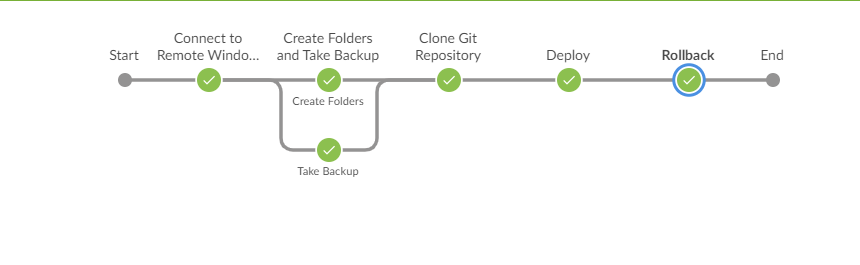 Start
Connect to
Remote Windo...
Create Folders
and Take Backup
Clone Git
Repository
Deploy
Rollback
End
Create Folders
Take Backup